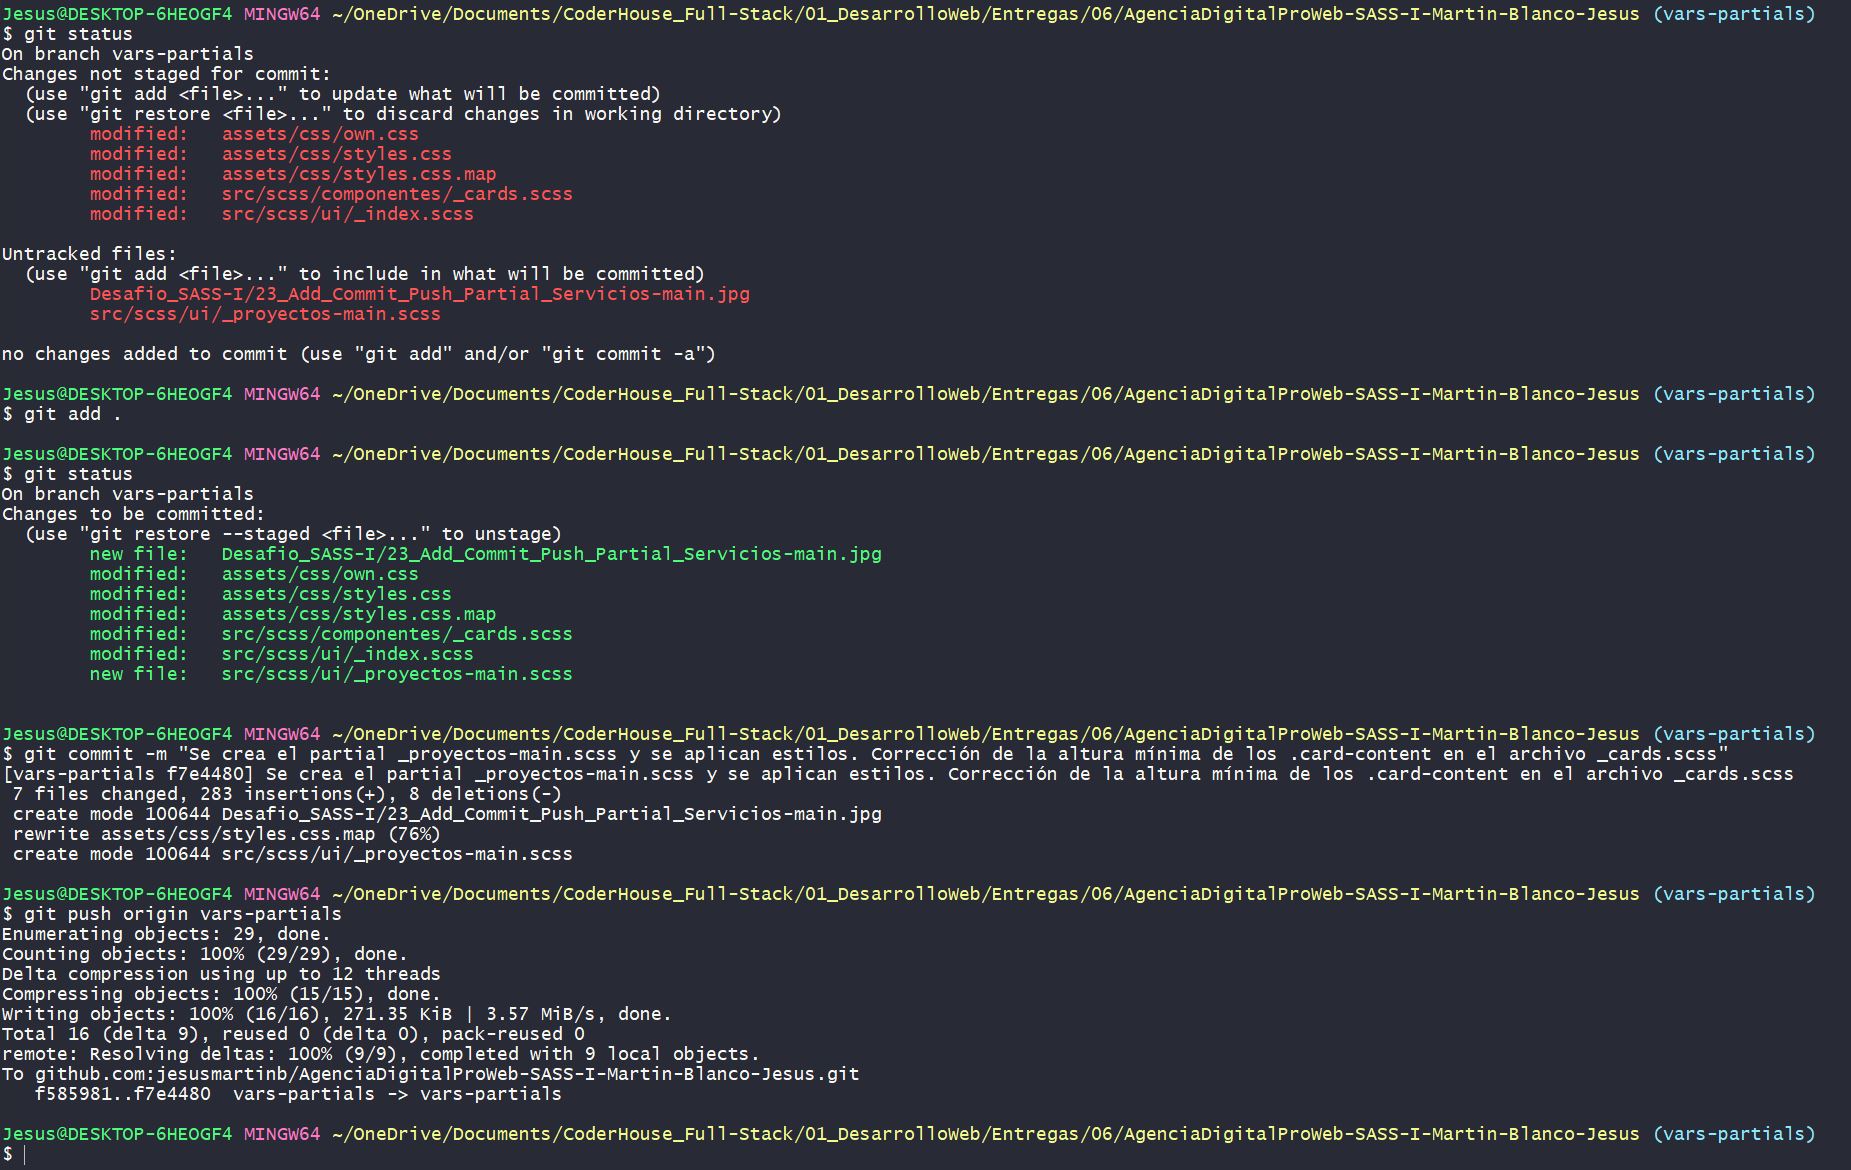 Jesus@DESKTOP-6HEOGF4 MINGW64 ~/OneDrive/Documents/CoderHouse_Full-Stack/01_DesarrolloWeb/Entregas/06/AgenciaDigitalProWeb-SASS-I-Martin-Blanco-Jesus (vars-partials)
$ git status
On branch vars-partials
Changes not staged for commit:
  (use "git add <file>..." to update what will be committed)
  (use "git restore <file>..." to discard changes in working directory)
        modified:   assets/css/own.css
        modified:   assets/css/styles.css
        modified:   assets/css/styles.css.map
        modified:   src/scss/componentes/_cards.scss
        modified:   src/scss/ui/_index.scss

Untracked files:
  (use "git add <file>..." to include in what will be committed)
        Desafio_SASS-I/23_Add_Commit_Push_Partial_Servicios-main.jpg
        src/scss/ui/_proyectos-main.scss

no changes added to commit (use "git add" and/or "git commit -a")

Jesus@DESKTOP-6HEOGF4 MINGW64 ~/OneDrive/Documents/CoderHouse_Full-Stack/01_DesarrolloWeb/Entregas/06/AgenciaDigitalProWeb-SASS-I-Martin-Blanco-Jesus (vars-partials)
$ git add .

Jesus@DESKTOP-6HEOGF4 MINGW64 ~/OneDrive/Documents/CoderHouse_Full-Stack/01_DesarrolloWeb/Entregas/06/AgenciaDigitalProWeb-SASS-I-Martin-Blanco-Jesus (vars-partials)
$ git status
On branch vars-partials
Changes to be committed:
  (use "git restore --staged <file>..." to unstage)
        new file:   Desafio_SASS-I/23_Add_Commit_Push_Partial_Servicios-main.jpg
        modified:   assets/css/own.css
        modified:   assets/css/styles.css
        modified:   assets/css/styles.css.map
        modified:   src/scss/componentes/_cards.scss
        modified:   src/scss/ui/_index.scss
        new file:   src/scss/ui/_proyectos-main.scss

Jesus@DESKTOP-6HEOGF4 MINGW64 ~/OneDrive/Documents/CoderHouse_Full-Stack/01_DesarrolloWeb/Entregas/06/AgenciaDigitalProWeb-SASS-I-Martin-Blanco-Jesus (vars-partials)
$ git commit -m "Se crea el partial _proyectos-main.scss y se aplican estilos. Corrección de la altura mínima de los .card-content en el archivo _cards.scss"
[vars-partials f7e4480] Se crea el partial _proyectos-main.scss y se aplican estilos. Corrección de la altura mínima de los .card-content en el archivo _cards.scss
 7 files changed, 283 insertions(+), 8 deletions(-)
 create mode 100644 Desafio_SASS-I/23_Add_Commit_Push_Partial_Servicios-main.jpg
 rewrite assets/css/styles.css.map (76%)
 create mode 100644 src/scss/ui/_proyectos-main.scss

Jesus@DESKTOP-6HEOGF4 MINGW64 ~/OneDrive/Documents/CoderHouse_Full-Stack/01_DesarrolloWeb/Entregas/06/AgenciaDigitalProWeb-SASS-I-Martin-Blanco-Jesus (vars-partials)
$ git push origin vars-partials
Enumerating objects: 29, done.
Counting objects: 100% (29/29), done.
Delta compression using up to 12 threads
Compressing objects: 100% (15/15), done.
Writing objects: 100% (16/16), 271.35 KiB | 3.57 MiB/s, done.
Total 16 (delta 9), reused 0 (delta 0), pack-reused 0
remote: Resolving deltas: 100% (9/9), completed with 9 local objects.
To github.com:jesusmartinb/AgenciaDigitalProWeb-SASS-I-Martin-Blanco-Jesus.git
   f585981..f7e4480  vars-partials -> vars-partials

Jesus@DESKTOP-6HEOGF4 MINGW64 ~/OneDrive/Documents/CoderHouse_Full-Stack/01_DesarrolloWeb/Entregas/06/AgenciaDigitalProWeb-SASS-I-Martin-Blanco-Jesus (vars-partials)
$